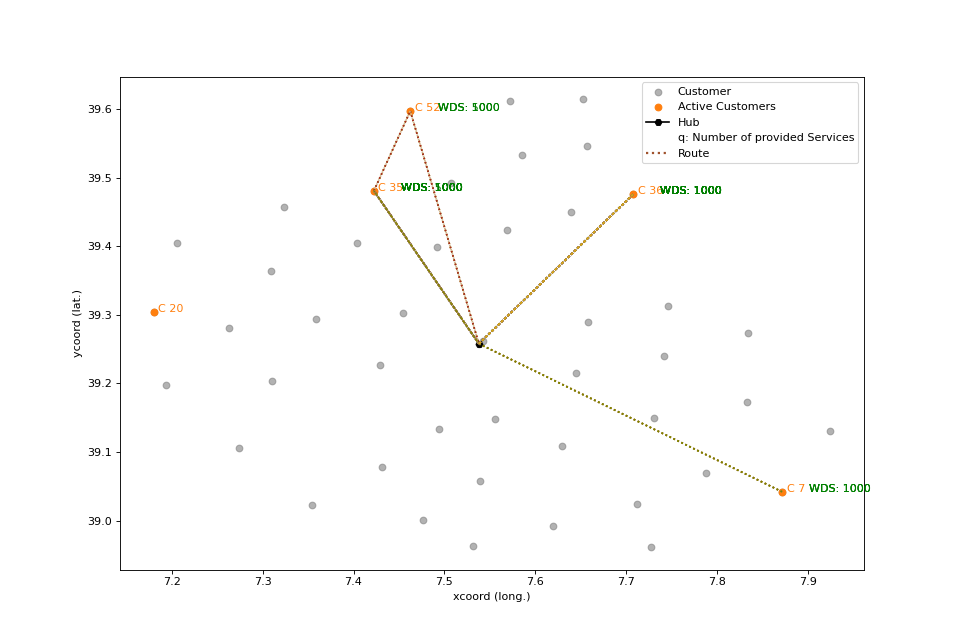 Customer
Active Customers
Hub
q: Number of provided Services
Route
C 52 WDS: 1000
C 35 WDS: 1000
C 36 WDS: 1000
C 20
C 7 WDS: 1000
39.6
39.5
39.4
39.3
39.2
39.1
39.0
ycoord (lat.)
7.2 7.3 7.4 7.5 7.6 7.7 7.8 7.9
xcoord (long.)